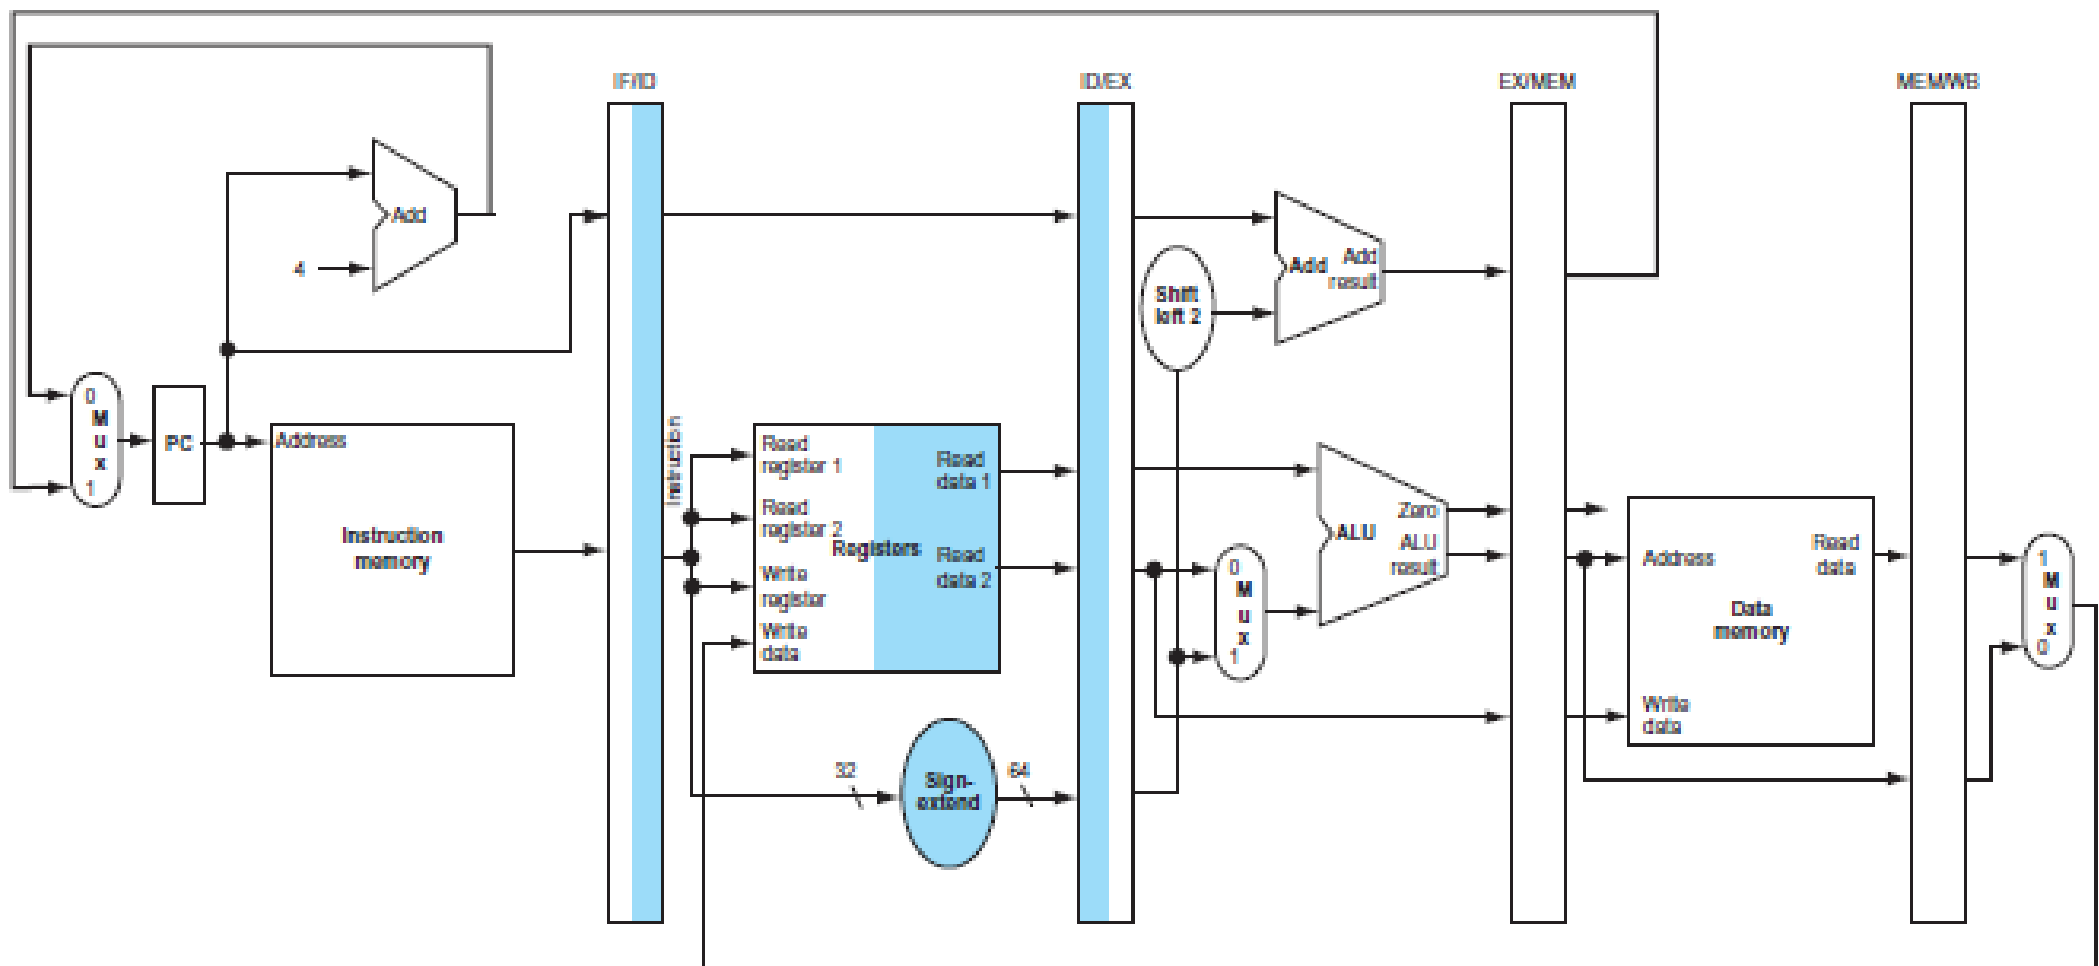 IF/ID
ID/EX
EX/MEM
MEM/WB
Add
4
Add
Add
result
Shift
left 2
0
M
u
x
1
PC
Address
Instruction
memory
Instruction
Read
register 1
Read
register 2
Registers
Write
register
Write
data
Read
data 1
Read
data 2
0
M
u
x
1
Zero
ALU
ALU
result
Address
Read
data
Data
memory
Write
data
1
M
u
x
0
32
Sign-
extend
64